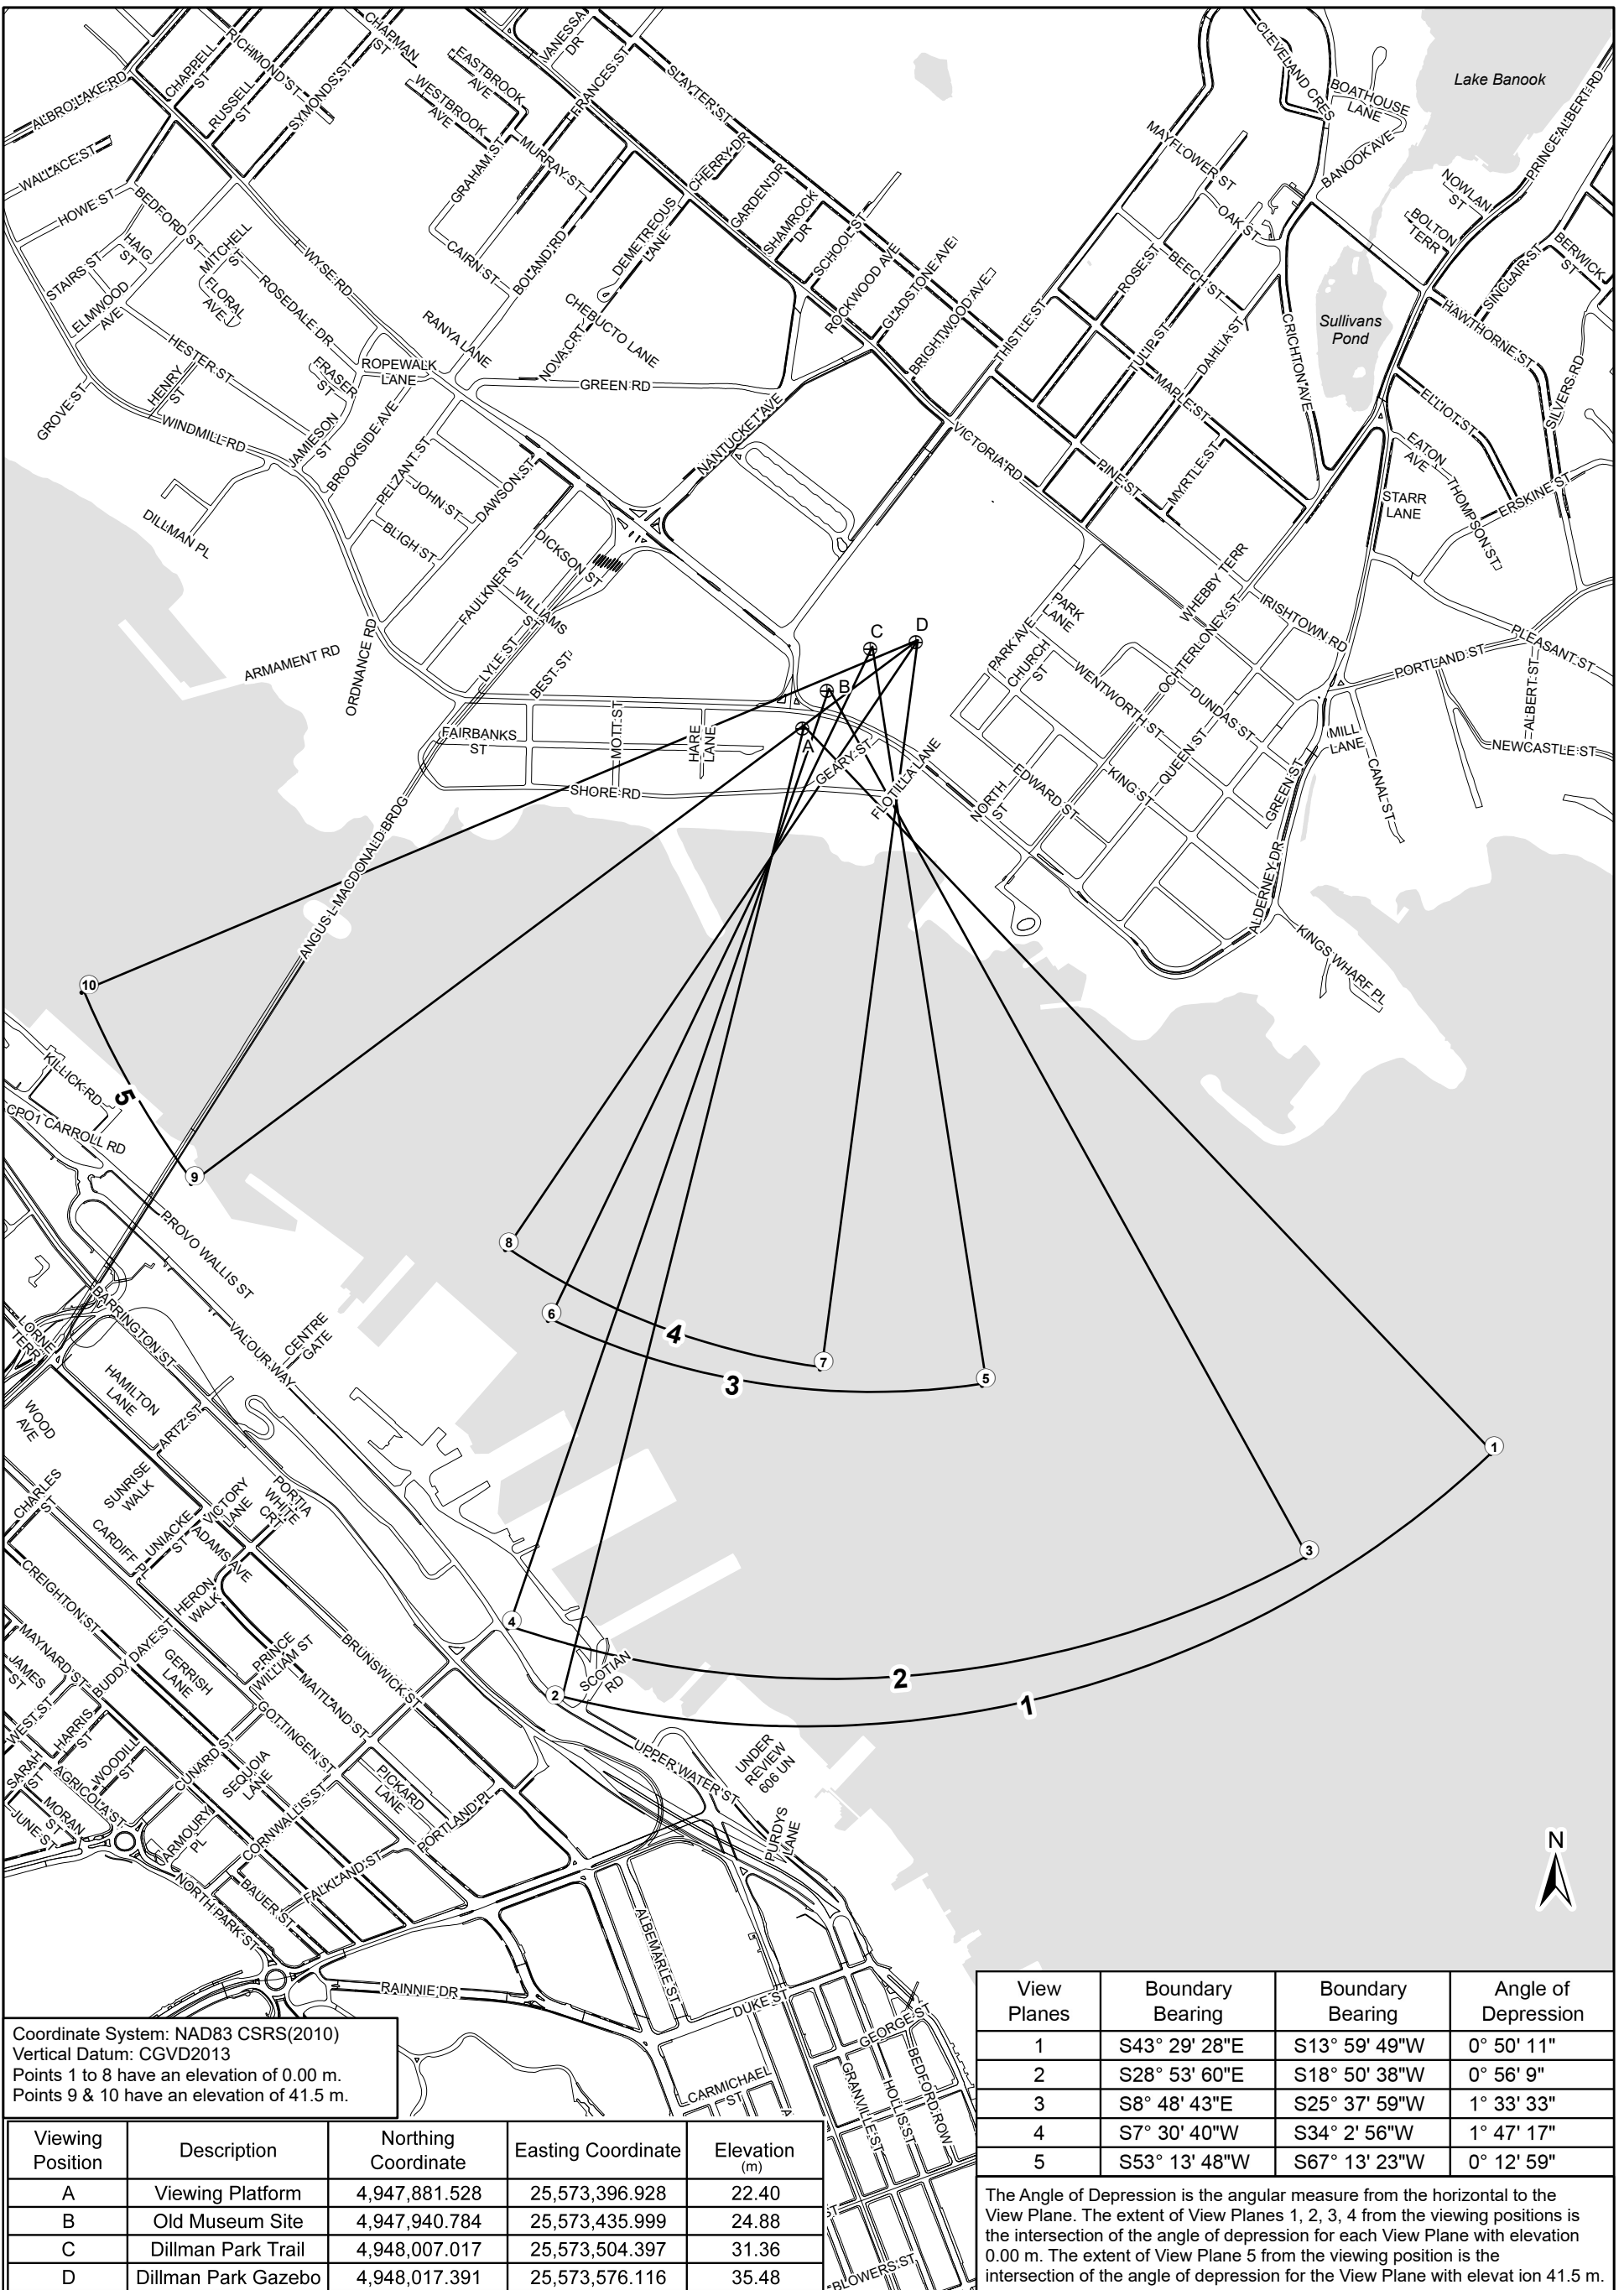 CHAPPELL
ST
RICHMOND ST
CHAPMAN
ST
VANESSA
DR
RUSSELL
ST
SYMONDS ST
ALBRO LAKE RD
EASTBROOK
AVE
WESTBROOK
AVE
FRANCES ST
SLAYTER ST
CLEVELAND CRES
BOATHOUSE
LANE
Lake Banook
PRINCE ALBERT RD
WALLACE ST
HOWE ST
BEDFORD ST
GRAHAM ST
MURRAY ST
CHERRY DR
GARDEN DR
SHAMROCK
DR
SCHOOL ST
MAYFLOWER ST
BANOOK AVE
NOWLAN
ST
BOLTON
TERR
OAK ST
HAIG
ST
MITCHELL
ST
WYSE RD
CAIRN ST
BOLAND RD
DEMETREOUS
LANE
STAIRS ST
ELMWOOD
AVE
FLORAL
AVE
ROSEDALE DR
ROCKWOOD AVE
GLADSTONE AVE
BRIGHTWOOD AVE
ROSE ST
BEECH ST
SINCLAIR ST
BERWICK
ST
RANYA LANE
CHEBUCTO LANE
NOVA CRT
GREEN RD
THISTLE ST
TULIP ST
DAHLIA ST
CRICHTON AVE
Sullivans
Pond
HAWTHORNE ST
HESTER ST
ROPEWALK
LANE
FRASER
ST
HENRY
ST
GROVE ST
WINDMILL RD
JAMIESON
ST
BROOKSIDE AVE
PELZANT ST
NANTUCKET AVE
VICTORIA RD
MAPLE ST
PINE ST
MYRTLE ST
ELLIOT ST
SILVERS RD
EATON
AVE
THOMPSON ST
STARR
LANE
ERSKINE ST
DILLMAN PL
JOHN ST
DAWSON ST
BLIGH ST
DICKSON ST
FAULKNER ST
WILLIAMS
ST
LYLE ST
BEST ST
ORDNANCE RD
ARMAMENT RD
WHEBBY TERR
IRISHTOWN RD
OCHTERLONEY ST
PARK
LANE
PARK AVE
CHURCH
ST
WENTWORTH ST
DUNDAS ST
PLEASANT ST
PORTLAND ST
ALBERT ST
NEWCASTLE ST
MILL
LANE
CANAL ST
C
D
B
A
FAIRBANKS
ST
MOTT ST
HARE
LANE
GEARY ST
SHORE RD
FLOTILLA LANE
NORTH
ST
EDWARD ST
KING ST
QUEEN ST
GREEN ST
ALDERNEY DR
KINGS WHARF PL
ANGUS L MACDONALD BRDG
10
5
9
KILLICK RD
CPO1 CARROLL RD
PROVO WALLIS ST
8
6
4
7
3
5
1
3
4
2
2
1
BARRINGTON ST
LORNE
TERR
VALOUR WAY
CENTRE
GATE
HAMILTON
LANE
WOOD
AVE
ARTZ ST
SUNRISE
WALK
CHARLES
ST
CARDIFF PL
UNIACKE
ST
VICTORY
LANE
PORTIA
WHITE
CRT
ADAMS AVE
HERON
WALK
CREIGHTON ST
MAYNARD ST
JAMES
ST
BUDDY DAYE ST
GERRISH
LANE
PRINCE
WILLIAM ST
MAITLAND ST
BRUNSWICK ST
SCOTIAN
RD
WEST ST
HARRIS
ST
GOTTINGEN ST
SARAH
ST
AGRICOLA ST
WOODILL
ST
CUNARD ST
SEQUOIA
LANE
PICKARD
LANE
UPPER WATER ST
UNDER
REVIEW
606 UN
MORAN
ST
JUNE ST
ARMOURY
PL
CORNWALLIS ST
PORTLAND PL
PURDYS
LANE
NORTH PARK ST
BAUER ST
FALKLAND ST
ALBEMARLE ST
RAINNIE DR
DUKE ST
GEORGE ST
CARMICHAEL
ST
GRANVILLE ST
HOLLIS ST
BEDFORD ROW
BLOWERS ST
N
Coordinate System: NAD83 CSRS(2010)
Vertical Datum: CGVD2013
Points 1 to 8 have an elevation of 0.00 m.
Points 9 & 10 have an elevation of 41.5 m.
Viewing Position Description Northing Coordinate Easting Coordinate Elevation (m)
A Viewing Platform 4,947,881.528 25,573,396.928 22.40
B Old Museum Site 4,947,940.784 25,573,435.999 24.88
C Dillman Park Trail 4,948,007.017 25,573,504.397 31.36
D Dillman Park Gazebo 4,948,017.391 25,573,576.116 35.48
View Planes Boundary Bearing Boundary Bearing Angle of Depression
1 S43° 29' 28"E S13° 59' 49"W 0° 50' 11"
2 S28° 53' 60"E S18° 50' 38"W 0° 56' 9"
3 S8° 48' 43"E S25° 37' 59"W 1° 33' 33"
4 S7° 30' 40"W S34° 2' 56"W 1° 47' 17"
5 S53° 13' 48"W S67° 13' 23"W 0° 12' 59"
The Angle of Depression is the angular measure from the horizontal to the
View Plane. The extent of View Planes 1, 2, 3, 4 from the viewing positions is
the intersection of the angle of depression for each View Plane with elevation
0.00 m. The extent of View Plane 5 from the viewing position is the
intersection of the angle of depression for the View Plane with elevat ion 41.5 m.